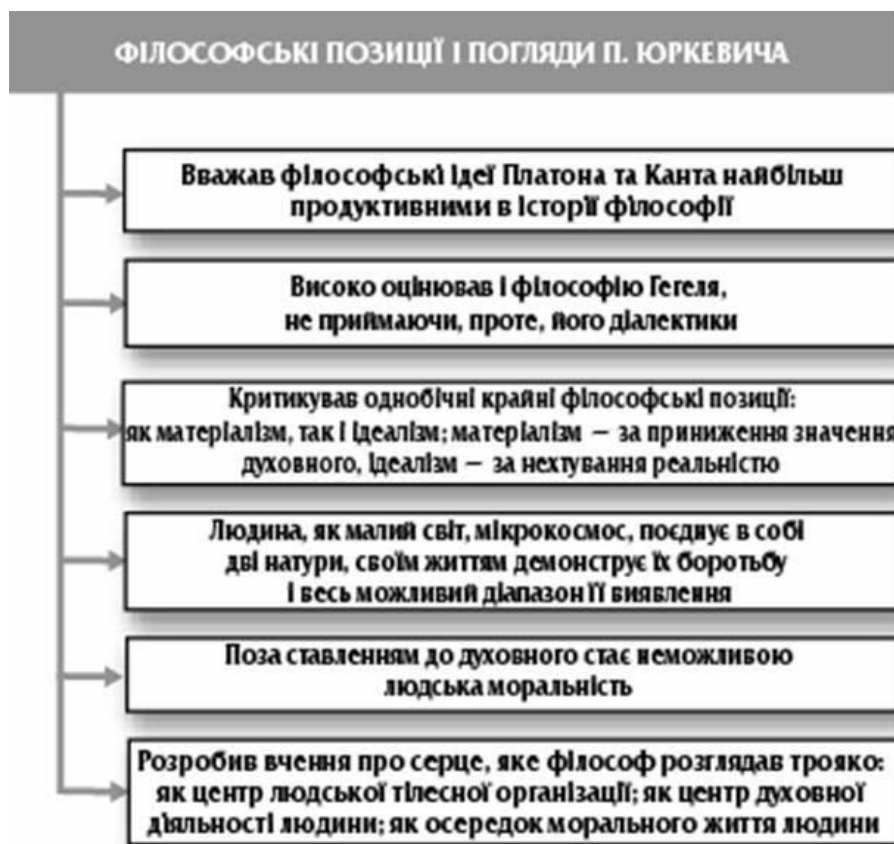 ФІЛОСОФСЬКІ ПОЗИЦІЇ І ПОГЛЯДИ П. ЮРКЕВИЧА
Вважав філософські ідеї Платона та Канта найбільш
продуктивними в історії філософії
Високо оцінював і філософію Гегеля,
не приймаючи, проте, його діалектики
Критикував однобічні крайні філософські позиції:
як матеріалізм, так і ідеалізм; матеріалізм – за приниження значення
духовного, ідеалізм – за нехтування реальністю
Людина, як малий світ, мікрокосмос, поєднує в собі
дві натури, своїм життям демонструє їх боротьбу
і весь можливий діапазон її виявлення
Поза ставленням до духовного стає неможливою
людська моральність
Розробив вчення про серце, яке філософ розглядав трояко:
як центр людської тілесної організації; як центр духовної
діяльності людини; як осередок морального життя людини